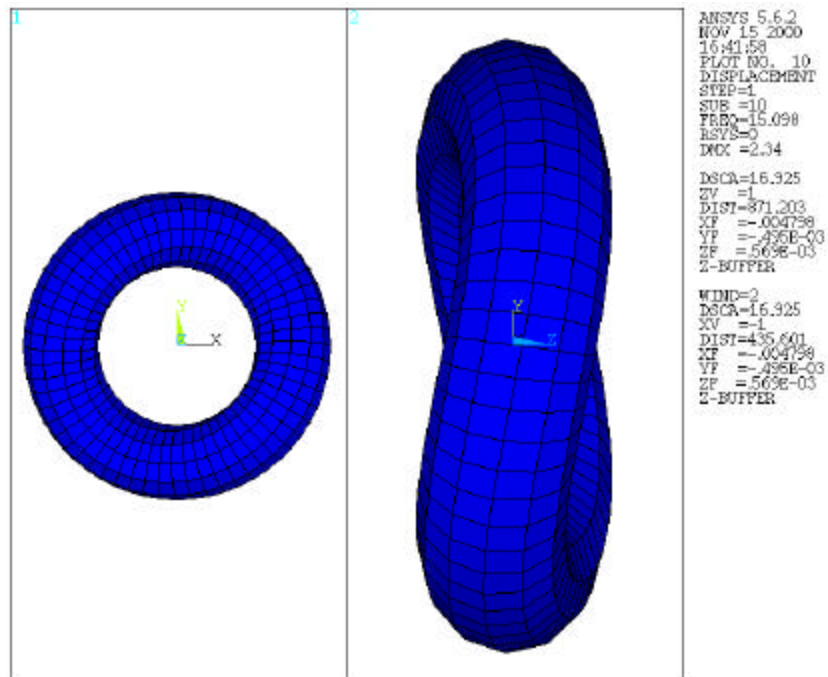 1
2
Y
Z X
Y
Z
ANSYS 5.6.2
NOV 15 2000
16:41:58
PLOT NO. 10
DISPLACEMENT
STEP=1
SUB =10
FREQ=15.098
RSYS=0
DMX =2.34
DSCA=16.925
ZV =1
DIST=871.203
XF =-.004798
YF =-.495E-03
ZF =.569E-03
Z-BUFFER
WIND=2
DSCA=16.925
XV =-1
DIST=435.601
XF =-.004798
YF =-.495E-03
ZF =.569E-03
Z-BUFFER